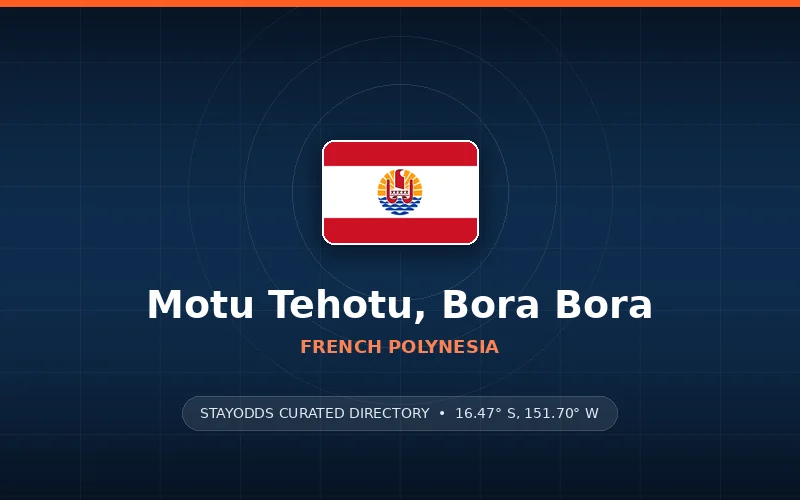 Motu Tehotu, Bora Bora
FRENCH POLYNESIA
STAYODDS CURATED DIRECTORY • 16.47° S, 151.70° W